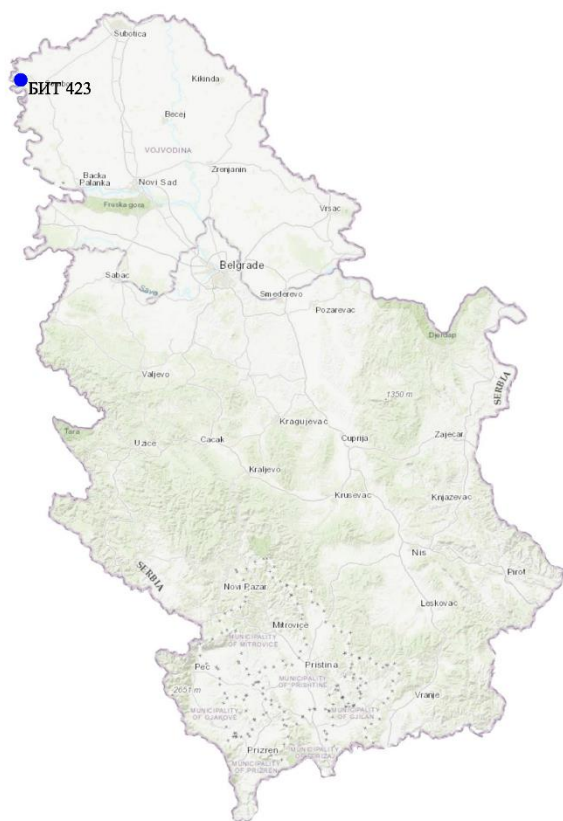 Subotica
БИТ 423
Kikinda
Becej
VOJVODINA
Backa
Palanka
Novi Sad
Zrenjanin
Fruska gora
Vrsac
Belgrade
Sabac
Sava
Smederevo
Pozarevac
Djerdap
SERBIA
Valjevo
1350 m
Tara
Uzice
Cacak
Kragujevac
Cuprija
Zajecar
Kraljevo
Krusevac
Knjazevac
Nis
Pirot
SERBIA
Novi Pazar
Leskovac
Mitrovice
MUNICIPALITY
OF MITROVICE
Pec
Pristina
2651 m
MUNICIPALITY
OF PRISHTINE
Vranje
MUNICIPALITY
OF GJAKOVE
MUNICIPALITY
OF GJILAN
Prizren
MUNICIPALITY
OF PRIZREN
MUNICIPALITY